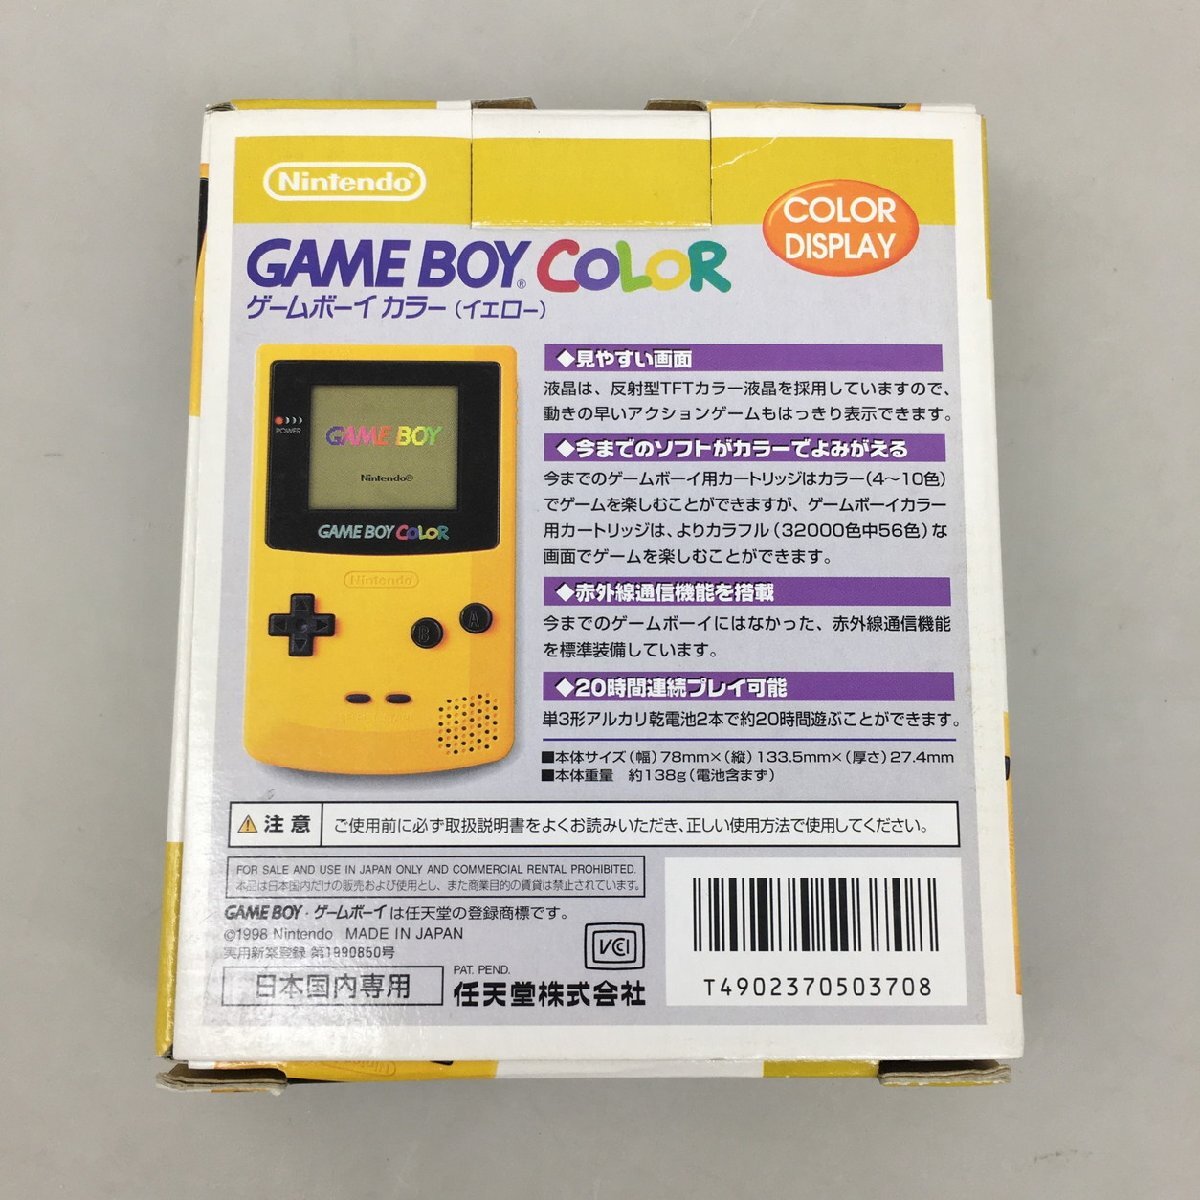 Nintendo®
COLOR
DISPLAY
GAME BOY® COLOR
ゲームボーイ カラー(イエロー)
POWER
GAME BOY
Nintendo®
GAME BOY COLOR
Nintendo
A
B
◆見やすい画面
液晶は、反射型TFTカラー液晶を採用していますので、
動きの早いアクションゲームもはっきり表示できます。
◆今までのソフトがカラーでよみがえる
今までのゲームボーイ用カートリッジはカラー(4〜10色)
でゲームを楽しむことができますが、ゲームボーイカラー
用カートリッジは、よりカラフル(32000色中56色)な
画面でゲームを楽しむことができます。
◆赤外線通信機能を搭載
今までのゲームボーイにはなかった、赤外線通信機能
を標準装備しています。
◆20時間連続プレイ可能
単3形アルカリ乾電池2本で約20時間遊ぶことができます。
■本体サイズ(幅)78mm×(縦)133.5mm×(厚さ)27.4mm
■本体重量 約138g(電池含まず)
注意 ご使用前に必ず取扱説明書をよくお読みいただき、正しい使用方法で使用してください。
FOR SALE AND USE IN JAPAN ONLY AND COMMERCIAL RENTAL PROHIBITED.
本品は日本国内だけの販売および使用とし、また商業目的の賃貸は禁止されています。
GAME BOY・ゲームボーイは任天堂の登録商標です。
©1998 Nintendo MADE IN JAPAN
実用新案登録 第1990850号
VCI
日本国内専用
PAT. PEND.
任天堂株式会社
T4902370503708